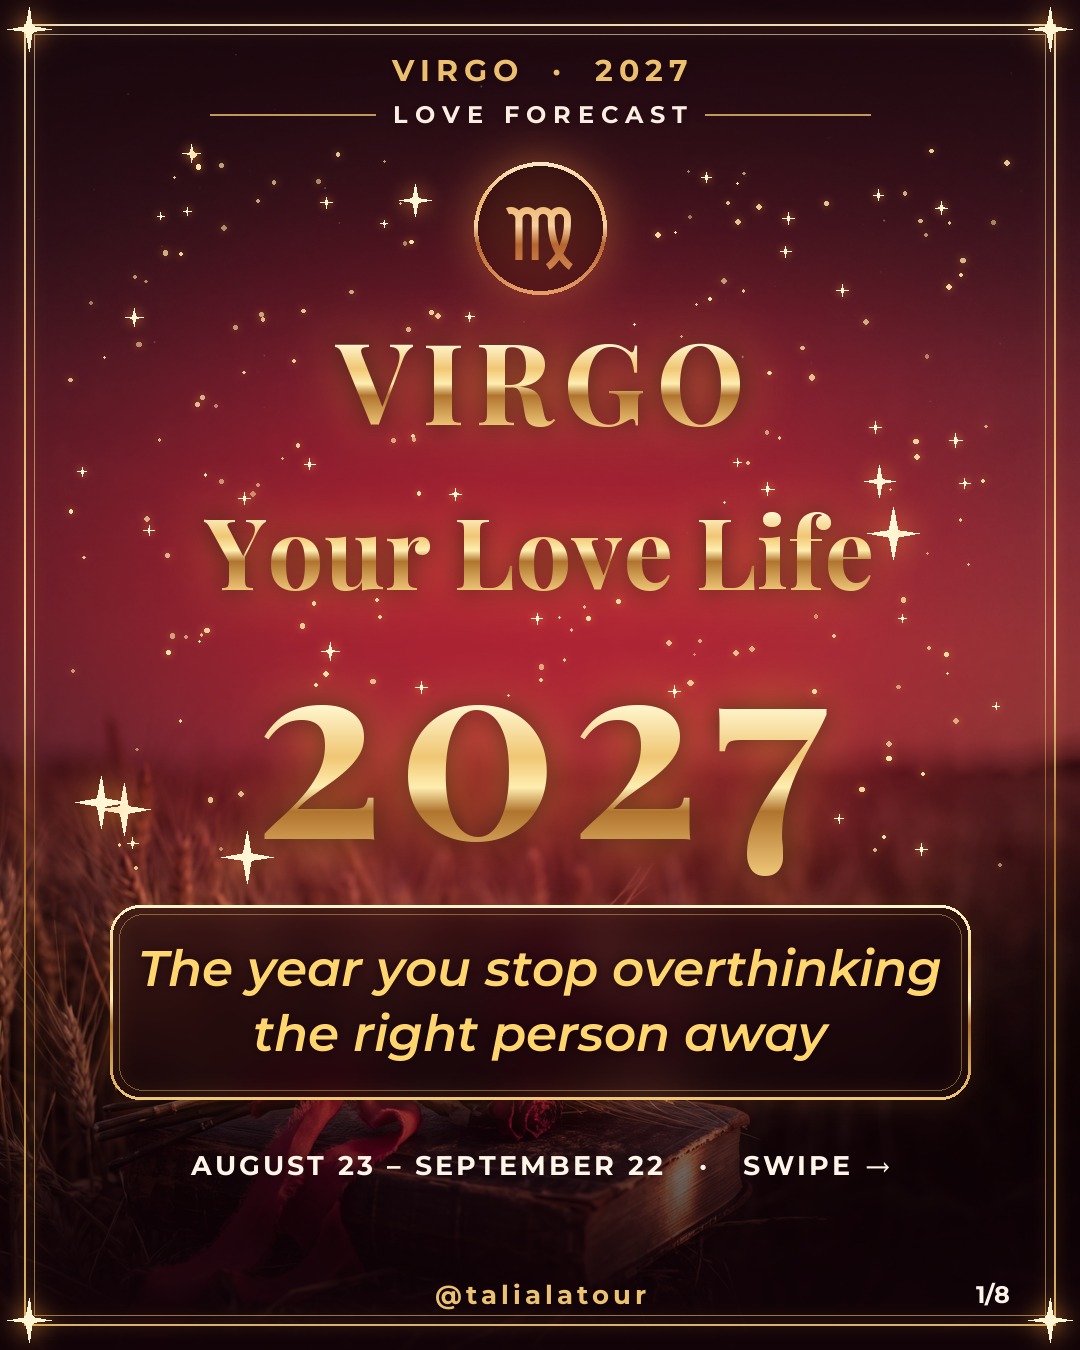 VIRGO · 2027
LOVE FORECAST
♍
VIRGO
Your Love Life
2027
The year you stop overthinking
the right person away
AUGUST 23 – SEPTEMBER 22 · SWIPE →
@talialatour
1/8